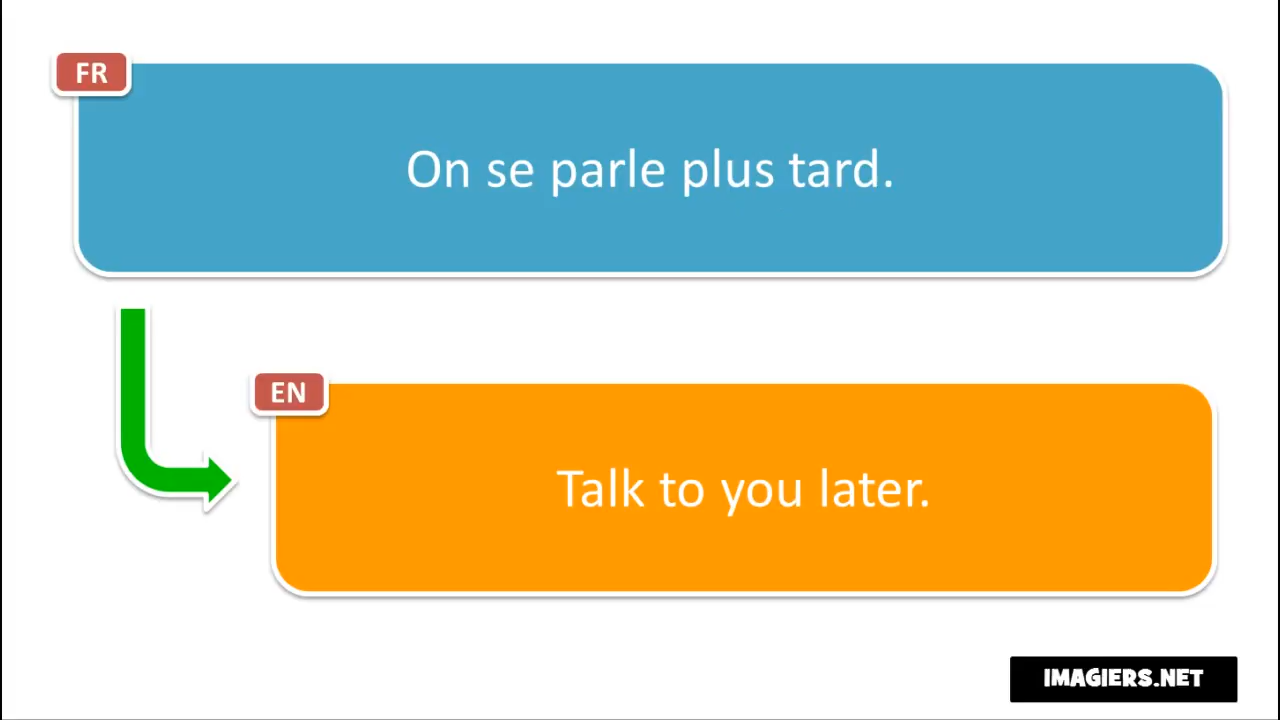 FR
On se parle plus tard.
EN
Talk to you later.
IMAGIERS.NET